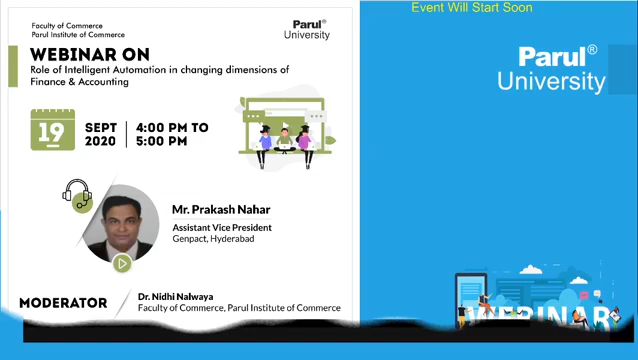 Event Will Start Soon
Faculty of Commerce
Parul Institute of Commerce
Parul®
University
WEBINAR ON
Role of Intelligent Automation in changing dimensions of
Finance & Accounting
19
SEPT
2020
4:00 PM TO
5:00 PM
Mr. Prakash Nahar
Assistant Vice President
Genpact, Hyderabad
MODERATOR
Dr. Nidhi Nalwaya
Faculty of Commerce, Parul Institute of Commerce
Parul®
University
WEBINAR